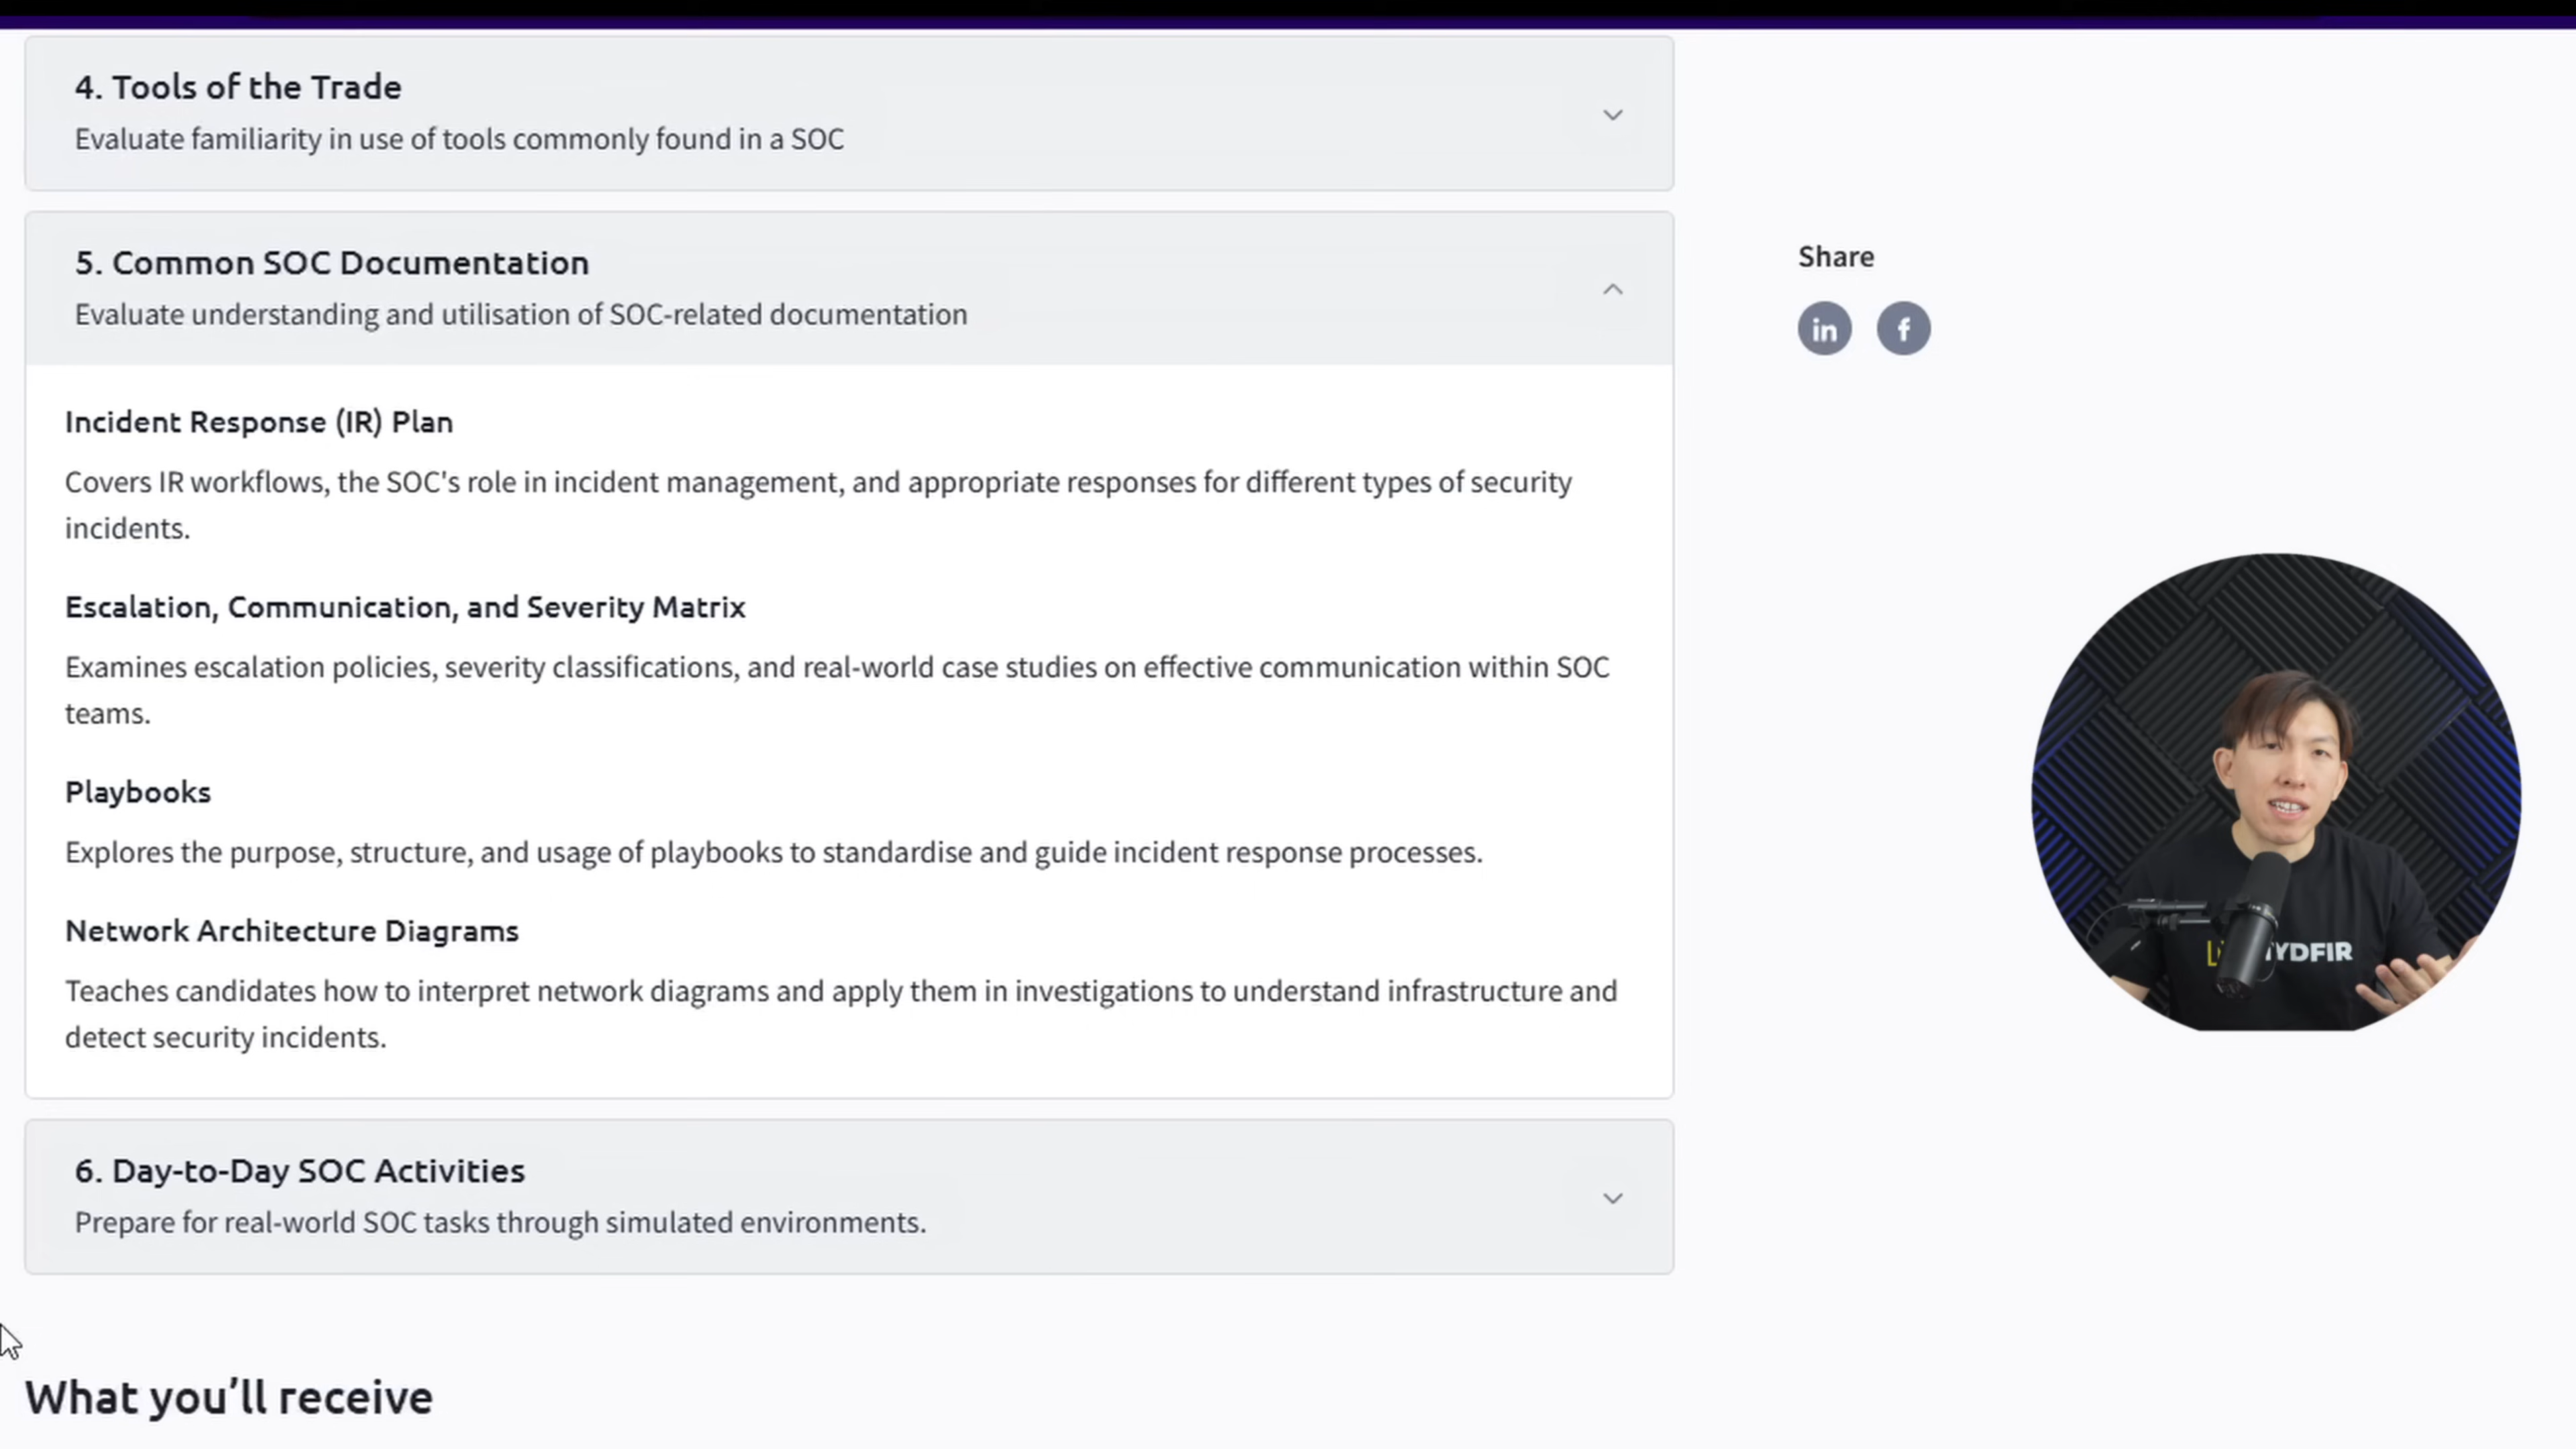 4. Tools of the Trade
Evaluate familiarity in use of tools commonly found in a SOC
5. Common SOC Documentation
Evaluate understanding and utilisation of SOC-related documentation
Share
in f
Incident Response (IR) Plan
Covers IR workflows, the SOC's role in incident management, and appropriate responses for different types of security
incidents.
Escalation, Communication, and Severity Matrix
Examines escalation policies, severity classifications, and real-world case studies on effective communication within SOC
teams.
Playbooks
Explores the purpose, structure, and usage of playbooks to standardise and guide incident response processes.
Network Architecture Diagrams
Teaches candidates how to interpret network diagrams and apply them in investigations to understand infrastructure and
detect security incidents.
6. Day-to-Day SOC Activities
Prepare for real-world SOC tasks through simulated environments.
What you’ll receive